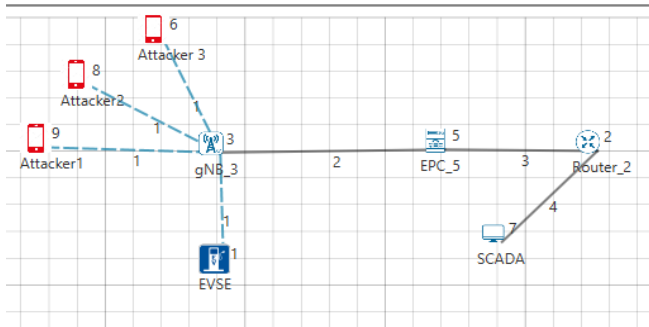 6
Attacker 3
8
Attacker2
1
1
9
Attacker1
1
3
gNB_3
2
5
EPC_5
3
2
Router_2
4
7
SCADA
1
1
EVSE